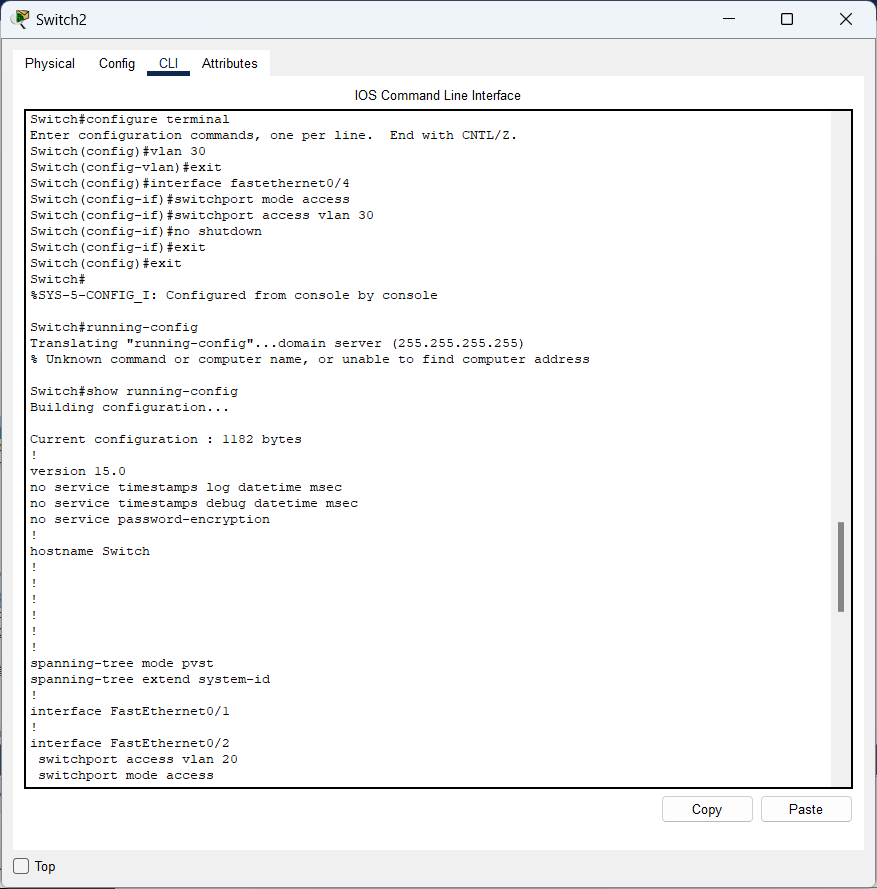 Switch2
Physical Config CLI Attributes
IOS Command Line Interface
Switch#configure terminal
Enter configuration commands, one per line.  End with CNTL/Z.
Switch(config)#vlan 30
Switch(config-vlan)#exit
Switch(config)#interface fastethernet0/4
Switch(config-if)#switchport mode access
Switch(config-if)#switchport access vlan 30
Switch(config-if)#no shutdown
Switch(config-if)#exit
Switch(config)#exit
Switch#
%SYS-5-CONFIG_I: Configured from console by console
Switch#running-config
Translating "running-config"...domain server (255.255.255.255)
% Unknown command or computer name, or unable to find computer address
Switch#show running-config
Building configuration...
Current configuration : 1182 bytes
!
version 15.0
no service timestamps log datetime msec
no service timestamps debug datetime msec
no service password-encryption
!
hostname Switch
!
!
!
!
!
!
spanning-tree mode pvst
spanning-tree extend system-id
!
interface FastEthernet0/1
!
interface FastEthernet0/2
 switchport access vlan 20
 switchport mode access
Copy Paste
Top